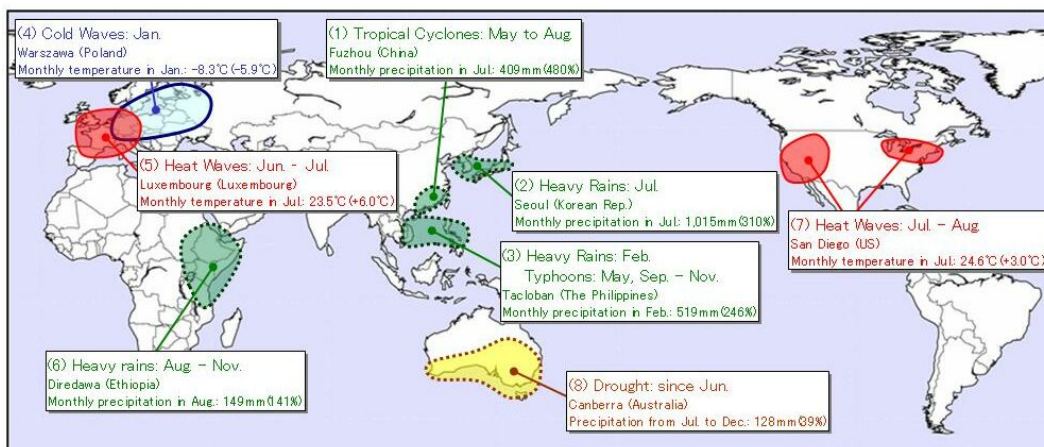 (4) Cold Waves: Jan.
Warszawa (Poland)
Monthly temperature in Jan.: -8.3℃(-5.9℃)
(1) Tropical Cyclones: May to Aug.
Fuzhou (China)
Monthly precipitation in Jul.: 409mm(480%)
(5) Heat Waves: Jun. - Jul.
Luxembourg (Luxembourg)
Monthly temperature in Jul.: 23.5℃(+6.0℃)
(2) Heavy Rains: Jul.
Seoul (Korean Rep.)
Monthly precipitation in Jul.: 1,015mm(310%)
(7) Heat Waves: Jul. - Aug.
San Diego (US)
Monthly temperature in Jul.: 24.6℃(+3.0℃)
(3) Heavy Rains: Feb.
Typhoons: May, Sep. - Nov.
Tacloban (The Philippines)
Monthly precipitation in Feb.: 519mm(246%)
(6) Heavy rains: Aug. - Nov.
Diredawa (Ethiopia)
Monthly precipitation in Aug.: 149mm(141%)
(8) Drought: since Jun.
Canberra (Australia)
Precipitation from Jul. to Dec.: 128mm(39%)